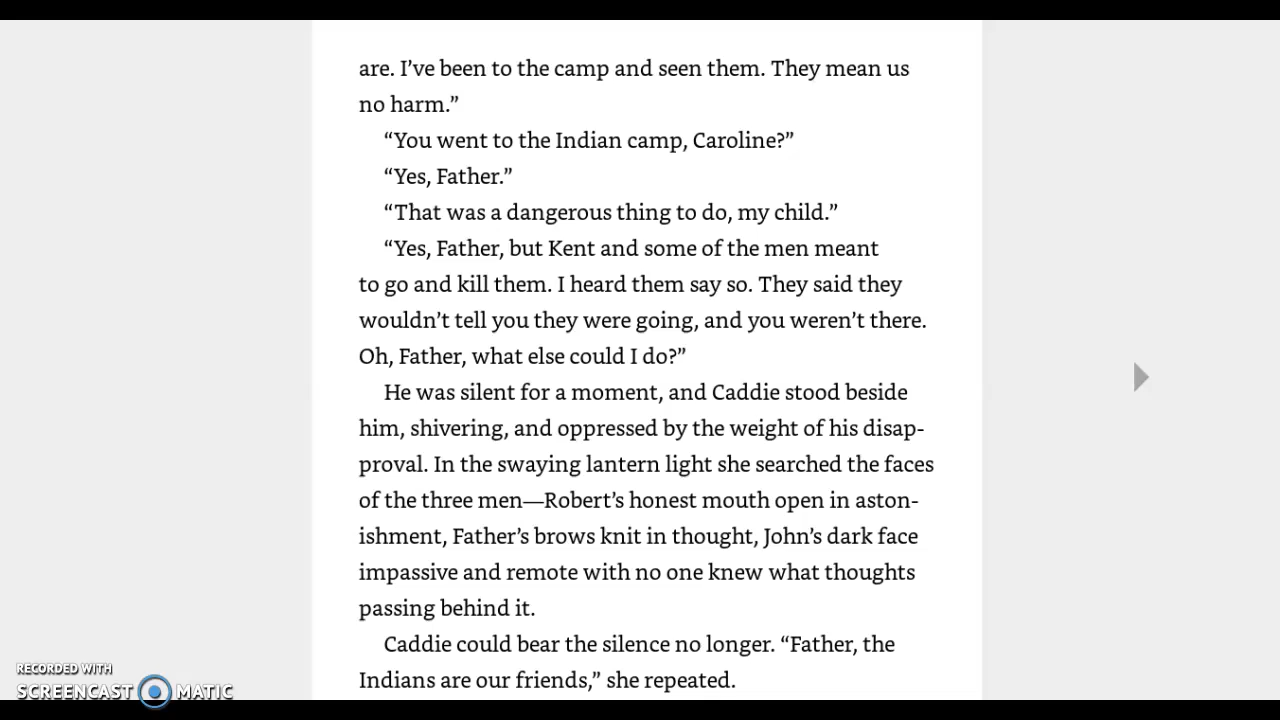 are. I’ve been to the camp and seen them. They mean us
no harm.”
“You went to the Indian camp, Caroline?”
“Yes, Father.”
“That was a dangerous thing to do, my child.”
“Yes, Father, but Kent and some of the men meant
to go and kill them. I heard them say so. They said they
wouldn’t tell you they were going, and you weren’t there.
Oh, Father, what else could I do?”
He was silent for a moment, and Caddie stood beside
him, shivering, and oppressed by the weight of his disap-
proval. In the swaying lantern light she searched the faces
of the three men—Robert’s honest mouth open in aston-
ishment, Father’s brows knit in thought, John’s dark face
impassive and remote with no one knew what thoughts
passing behind it.
Caddie could bear the silence no longer. “Father, the
Indians are our friends,” she repeated.
RECORDED WITH
SCREENCAST MATIC